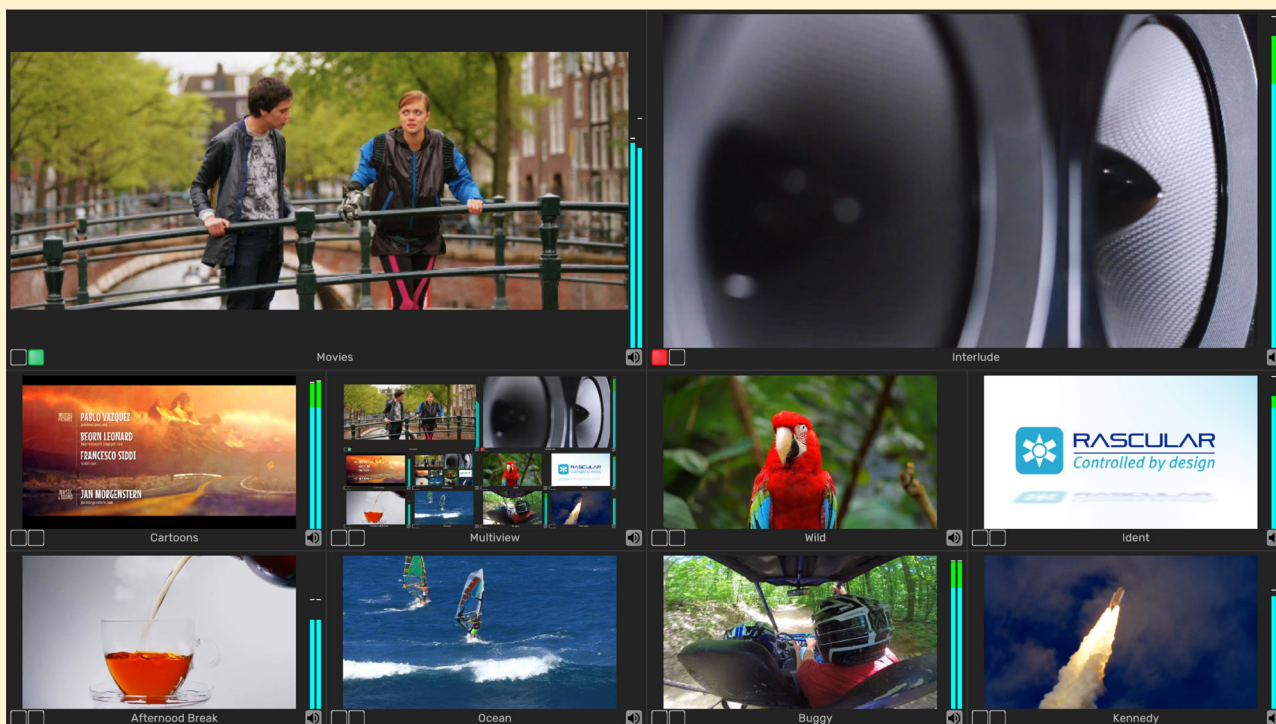 Movies
Interlude
PABLO VAZQUEZ
BEORN LEONARD
FRANCESCO SIDDI
JAN MORGENSTERN
RASCULAR
Controlled by design
Cartoons
Multiview
Wild
Ident
Afternood Break
Ocean
Buggy
Kennedy